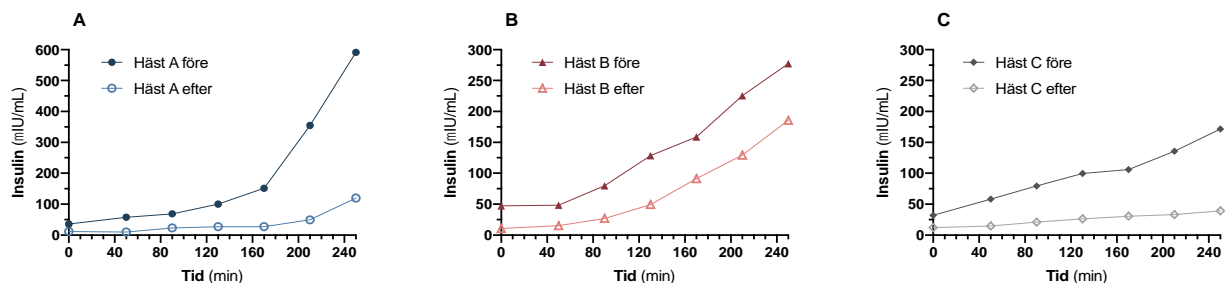 A
Häst A före
Häst A efter
Insulin (mIU/mL)
600
500
400
300
200
100
0
0 40 80 120 160 200 240
Tid (min)
B
Häst B före
Häst B efter
Insulin (mIU/mL)
300
250
200
150
100
50
0
0 40 80 120 160 200 240
Tid (min)
C
Häst C före
Häst C efter
Insulin (mIU/mL)
300
250
200
150
100
50
0
0 40 80 120 160 200 240
Tid (min)